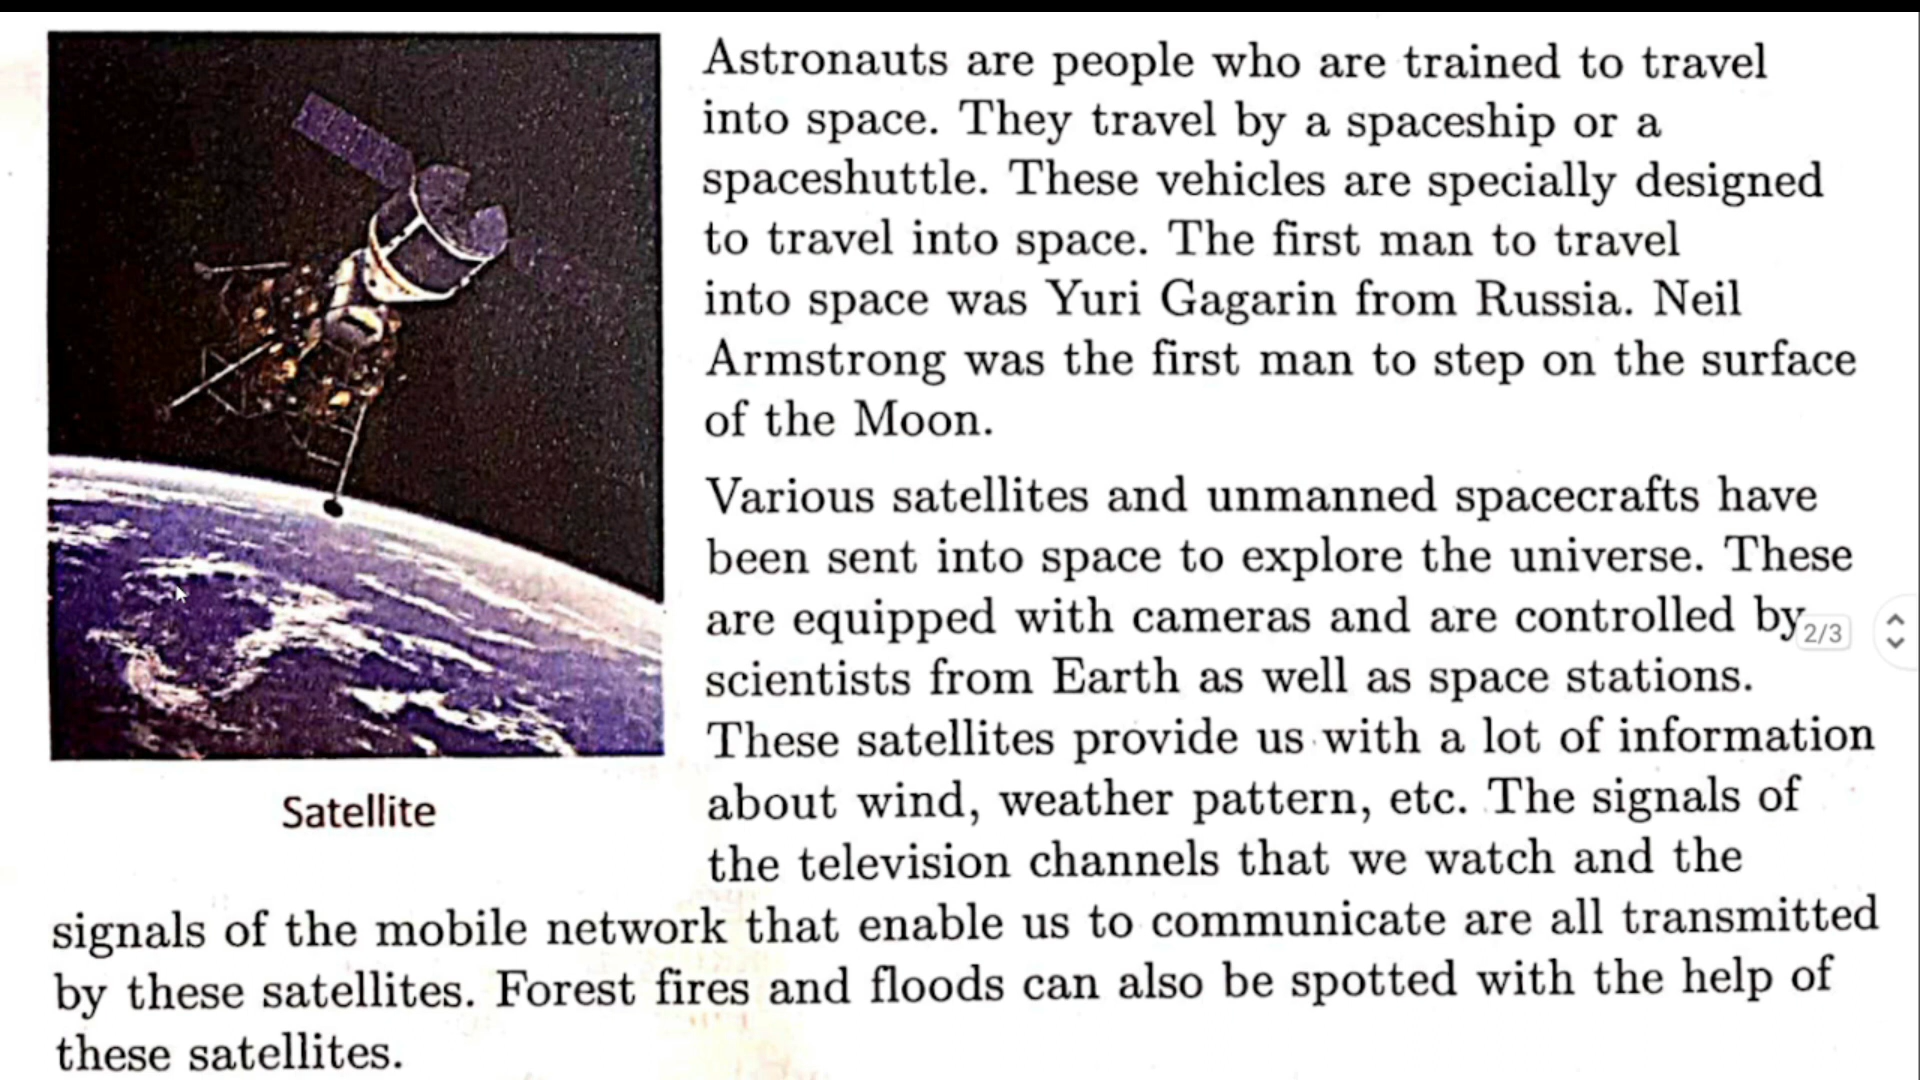 Astronauts are people who are trained to travel
into space. They travel by a spaceship or a
spaceshuttle. These vehicles are specially designed
to travel into space. The first man to travel
into space was Yuri Gagarin from Russia. Neil
Armstrong was the first man to step on the surface
of the Moon.
Various satellites and unmanned spacecrafts have
been sent into space to explore the universe. These
are equipped with cameras and are controlled by
2/3
scientists from Earth as well as space stations.
These satellites provide us with a lot of information
about wind, weather pattern, etc. The signals of
the television channels that we watch and the
Satellite
signals of the mobile network that enable us to communicate are all transmitted
by these satellites. Forest fires and floods can also be spotted with the help of
these satellites.